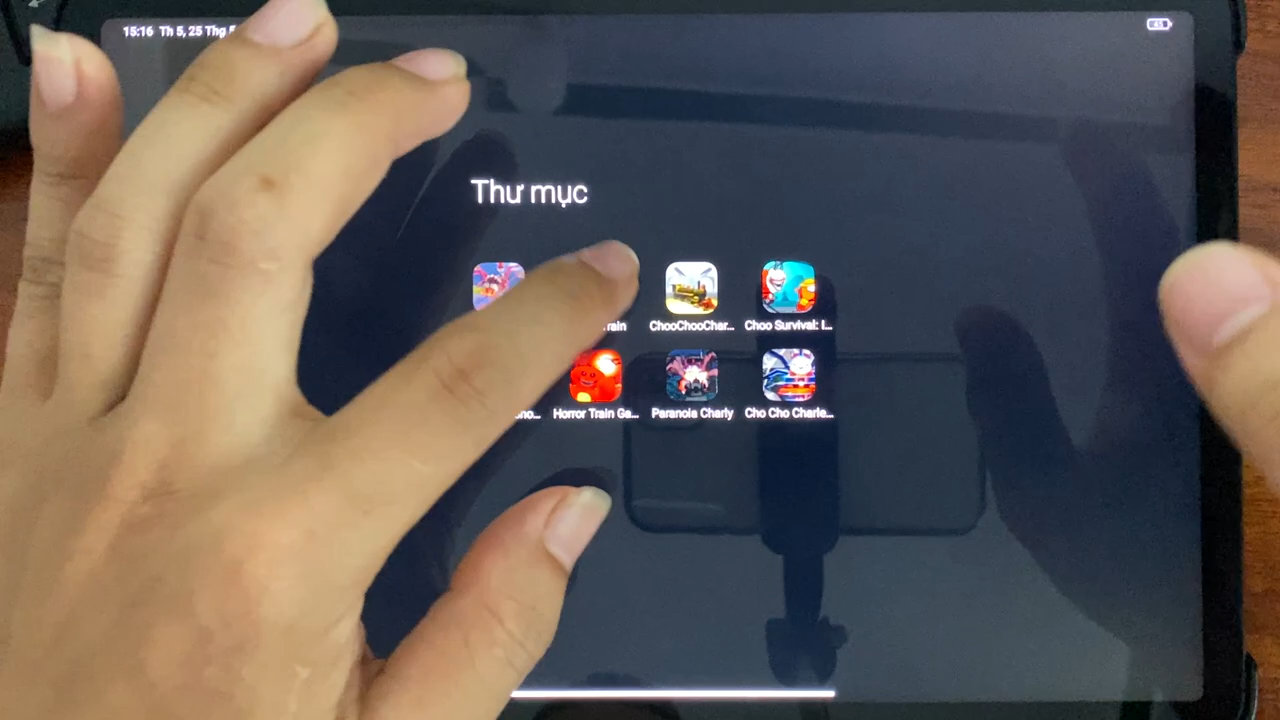 15:16 Th 5, 25 Thg
Thư mục
ChooChooChar...
Choo Survival: I...
Horror Train Ga...
Paranoia Charly
Cho Cho Charle...